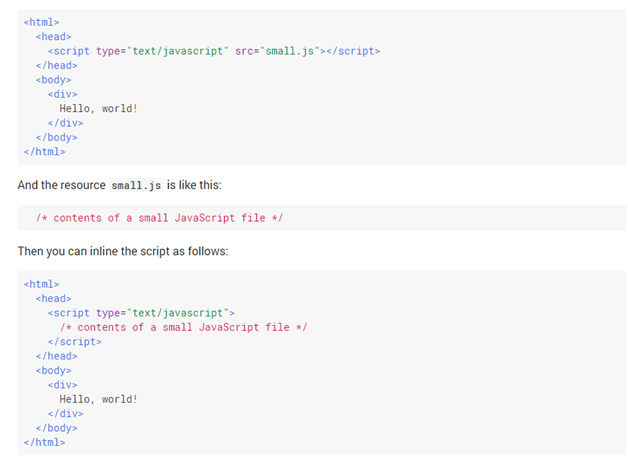 <html>
  <head>
    <script type="text/javascript" src="small.js"></script>
  </head>
  <body>
    <div>
      Hello, world!
    </div>
  </body>
</html>
And the resource small.js is like this:
  /* contents of a small JavaScript file */
Then you can inline the script as follows:
<html>
  <head>
    <script type="text/javascript">
      /* contents of a small JavaScript file */
    </script>
  </head>
  <body>
    <div>
      Hello, world!
    </div>
  </body>
</html>